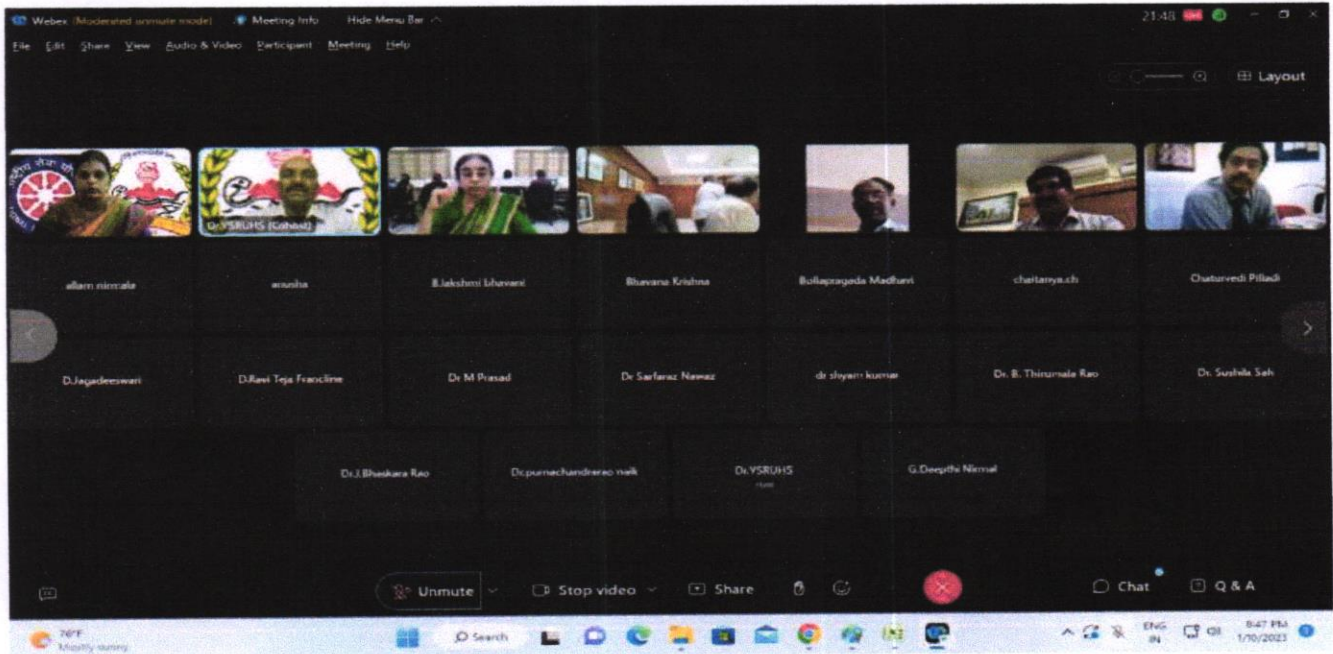 Webex (Moderated unmute mode) Meeting Info Hide Menu Bar 21:48
File Edit Share View Audio & Video Participant Meeting Help
Layout
Dr.YSRUHS (Cohost)
allam nirmala anusha B.lakshmi bhavani Bhavana Krishna Bullapragada Madhavi chaitanya.ch Chaturvedi Pilladi
D.Jagadeeswari D.Ravi Teja Francline Dr M Prasad Dr Sarfaraz Nawaz dr shyam kumar Dr. B. Thirumala Rao Dr. Sushila Sah
Dr.J.Bhaskara Rao Dr.purnachandrarao naik Dr.YSRUHS G.Deepthi Nirmal
Host
Unmute Stop video Share Chat Q & A
76°F Search ENG 8:47 PM
Mostly sunny IN 1/10/2023